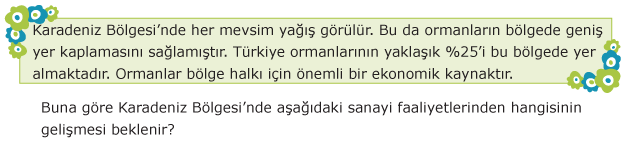 Karadeniz Bölgesi’nde her mevsim yağış görülür. Bu da ormanların bölgede geniş
yer kaplamasını sağlamıştır. Türkiye ormanlarının yaklaşık %25’i bu bölgede yer
almaktadır. Ormanlar bölge halkı için önemli bir ekonomik kaynaktır.
Buna göre Karadeniz Bölgesi’nde aşağıdaki sanayi faaliyetlerinden hangisinin
gelişmesi beklenir?